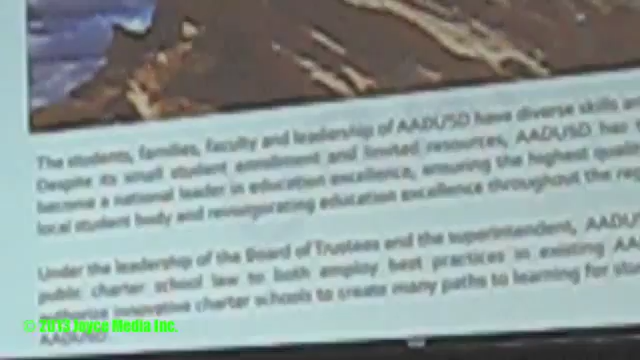 The students, families, faculty and leadership of AADUSD have diverse skills
Despite its small student enrollment and limited resources, AADUSD has
become a national leader in education excellence, ensuring the highest
local student body and reinvigorating education excellence throughout the
Under the leadership of the Board of Trustees and the superintendent,
public charter school law to both employ best practices in existing
authorize innovative charter schools to create many paths to learning for
AADUSD.
© 2013 Joyce Media Inc.